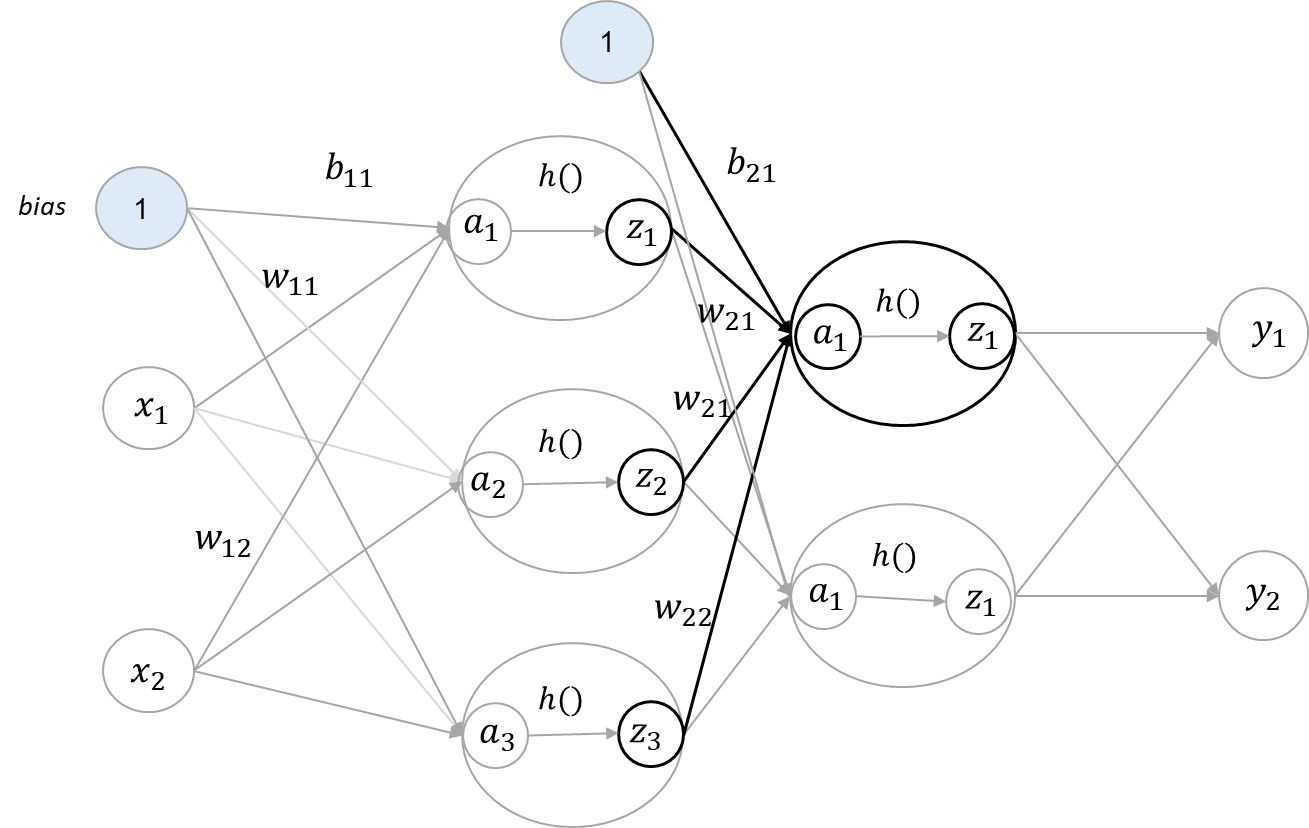 1
b₁₁
h()
b₂₁
bias
1
a₁
z₁
w₁₁
w₂₁
h()
a₁
z₁
y₁
x₁
w₂₁
h()
a₂
z₂
w₁₂
h()
a₁
z₁
y₂
w₂₂
x₂
h()
a₃
z₃